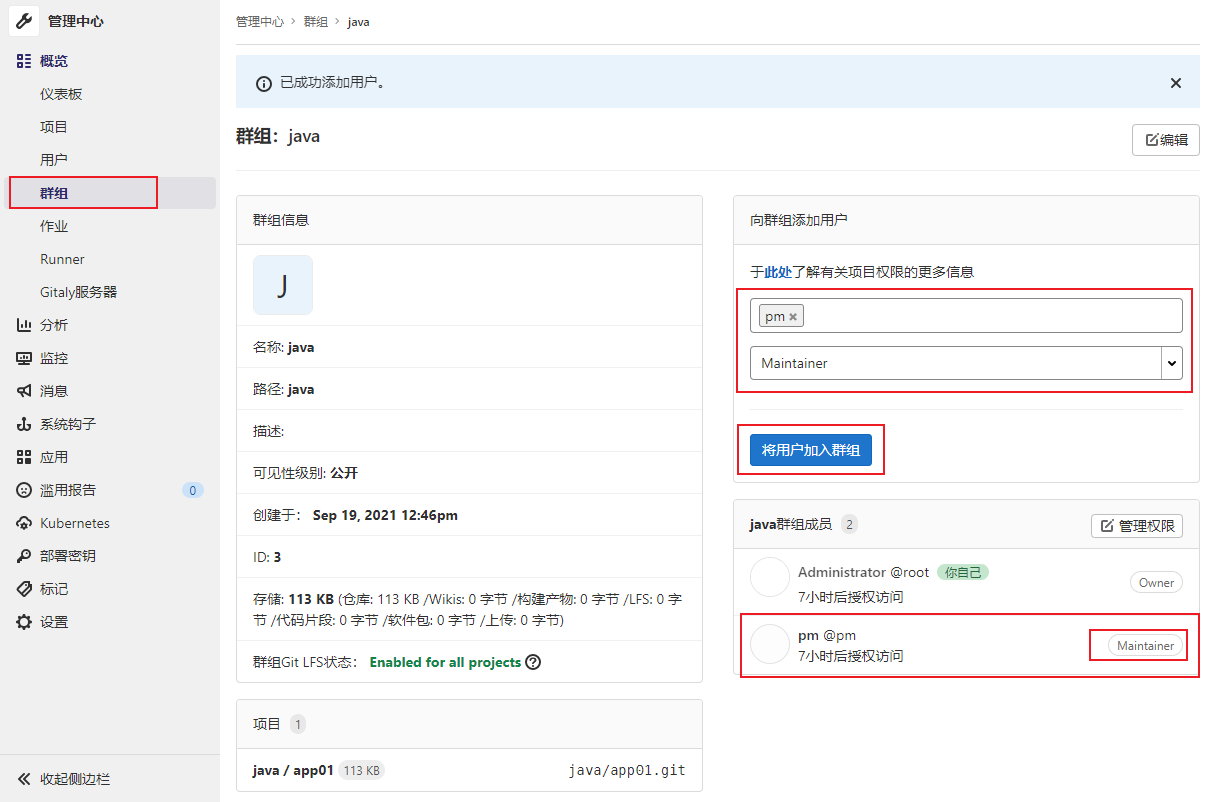 管理中心
概览
仪表板
项目
用户
群组
作业
Runner
Gitaly服务器
分析
监控
消息
系统钩子
应用
滥用报告 0
Kubernetes
部署密钥
标记
设置
收起侧边栏
管理中心 › 群组 › java
已成功添加用户。
群组：java
编辑
群组信息
J
名称: java
路径: java
描述:
可见性级别: 公开
创建于： Sep 19, 2021 12:46pm
ID: 3
存储: 113 KB (仓库: 113 KB /Wikis: 0 字节 /构建产物: 0 字节 /LFS: 0 字
节 /代码片段: 0 字节 /软件包: 0 字节 /上传: 0 字节)
群组Git LFS状态： Enabled for all projects
项目 1
java / app01 113 KB java/app01.git
向群组添加用户
于此处了解有关项目权限的更多信息
pm
Maintainer
将用户加入群组
java群组成员 2
管理权限
Administrator @root 你自己
Owner
7小时后授权访问
pm @pm
Maintainer
7小时后授权访问